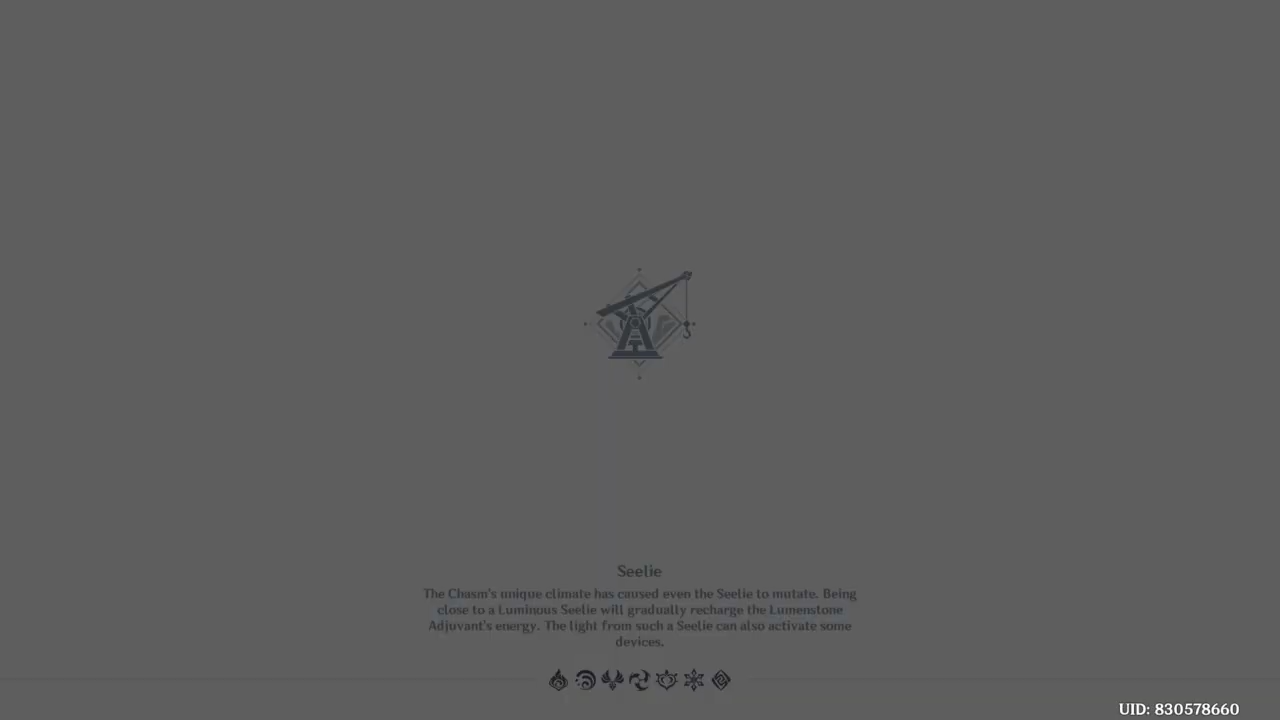 Seelie
The Chasm's unique climate has caused even the Seelie to mutate. Being
close to a Luminous Seelie will gradually recharge the Lumenstone
Adjuvant's energy. The light from such a Seelie can also activate some
devices.
UID: 830578660